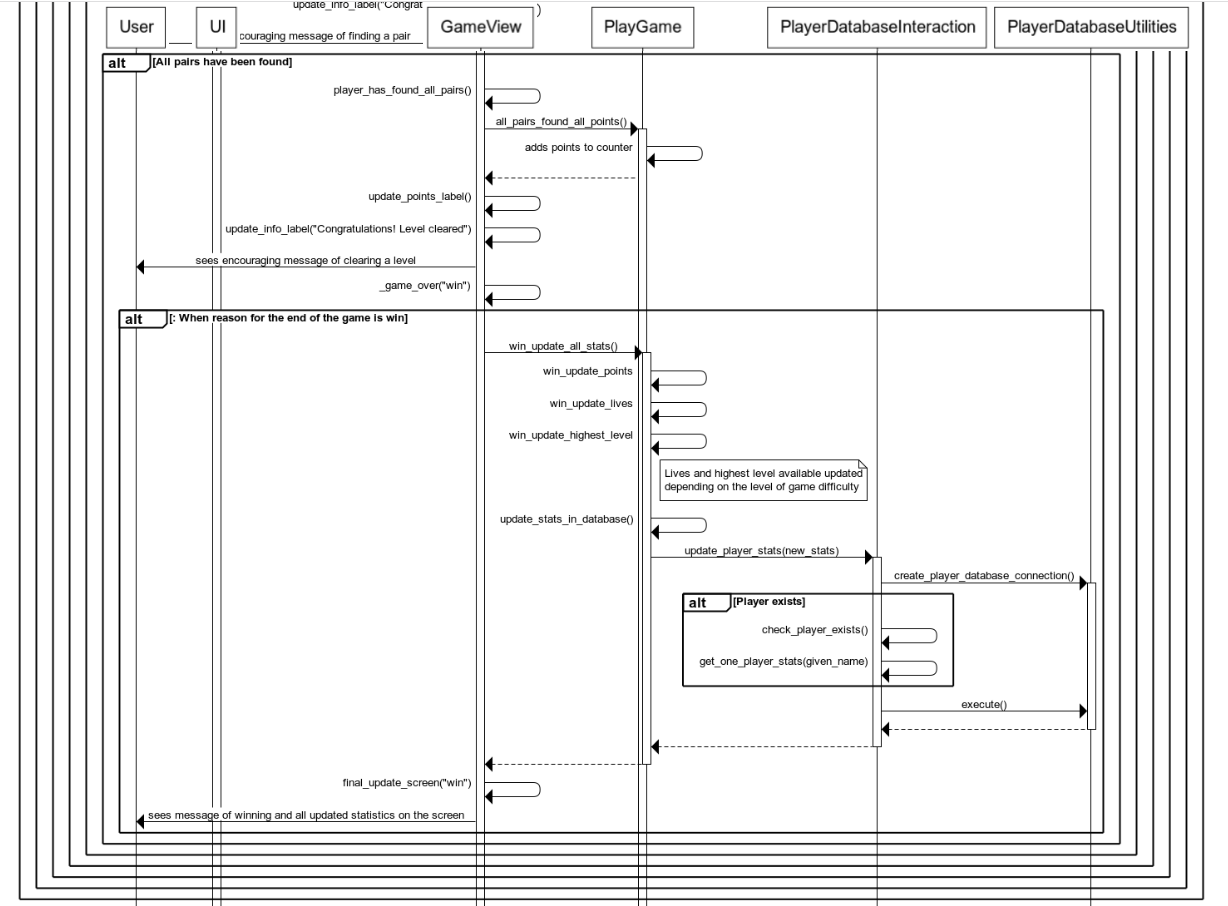 update_info_label("Congrat
)
User
UI
GameView
PlayGame
PlayerDatabaseInteraction
PlayerDatabaseUtilities
couraging message of finding a pair
alt
[All pairs have been found]
player_has_found_all_pairs()
all_pairs_found_all_points()
adds points to counter
update_points_label()
update_info_label("Congratulations! Level cleared")
sees encouraging message of clearing a level
_game_over("win")
alt
[: When reason for the end of the game is win]
win_update_all_stats()
win_update_points
win_update_lives
win_update_highest_level
Lives and highest level available updated
depending on the level of game difficulty
update_stats_in_database()
update_player_stats(new_stats)
create_player_database_connection()
alt
[Player exists]
check_player_exists()
get_one_player_stats(given_name)
execute()
final_update_screen("win")
sees message of winning and all updated statistics on the screen